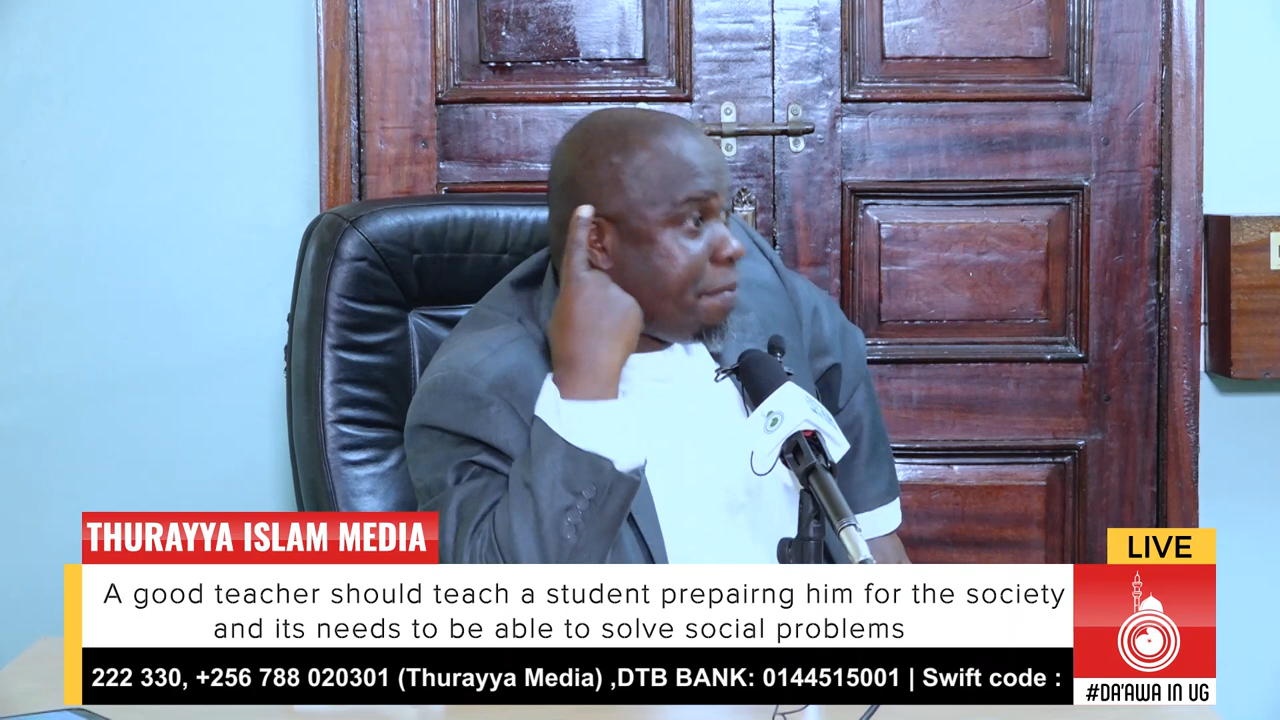 THURAYYA ISLAM MEDIA
LIVE
A good teacher should teach a student prepairng him for the society
and its needs to be able to solve social problems
222 330, +256 788 020301 (Thurayya Media) ,DTB BANK: 0144515001 | Swift code :
#DA'AWA IN UG